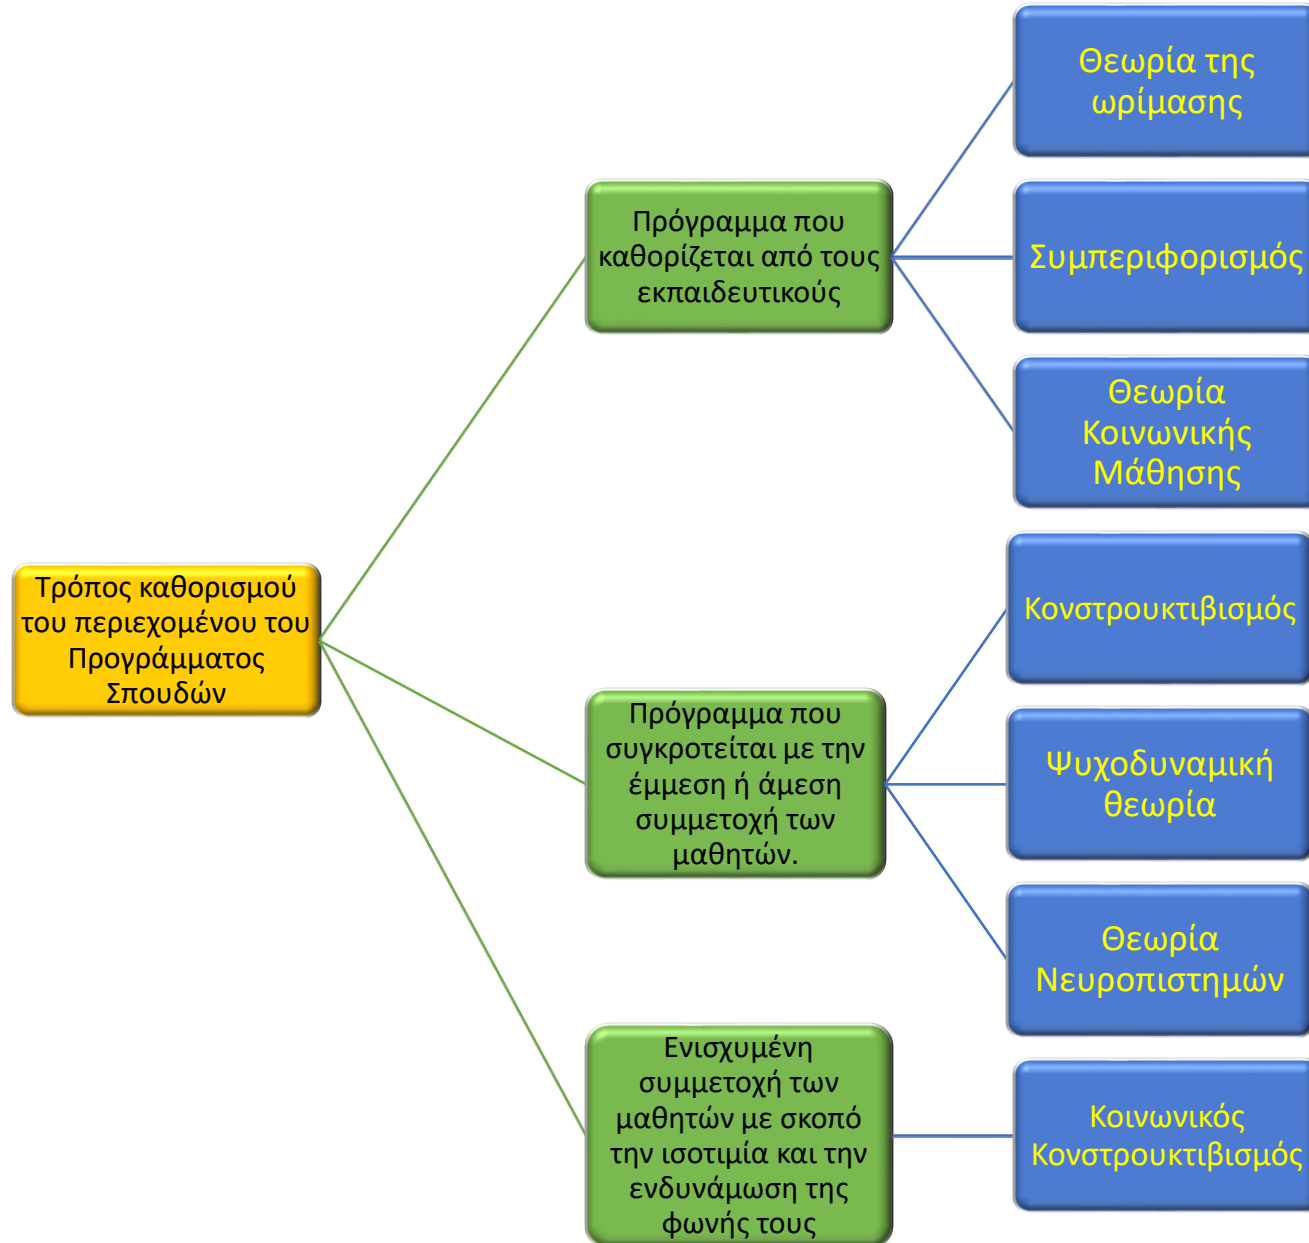 Τρόπος καθορισμού
του περιεχομένου του
Προγράμματος
Σπουδών
Πρόγραμμα που
καθορίζεται από τους
εκπαιδευτικούς
Θεωρία της
ωρίμασης
Συμπεριφορισμός
Θεωρία
Κοινωνικής
Μάθησης
Πρόγραμμα που
συγκροτείται με την
έμμεση ή άμεση
συμμετοχή των
μαθητών.
Κονστρουκτιβισμός
Ψυχοδυναμική
θεωρία
Θεωρία
Νευροπιστημών
Ενισχυμένη
συμμετοχή των
μαθητών με σκοπό
την ισοτιμία και την
ενδυνάμωση της
φωνής τους
Κοινωνικός
Κονστρουκτιβισμός